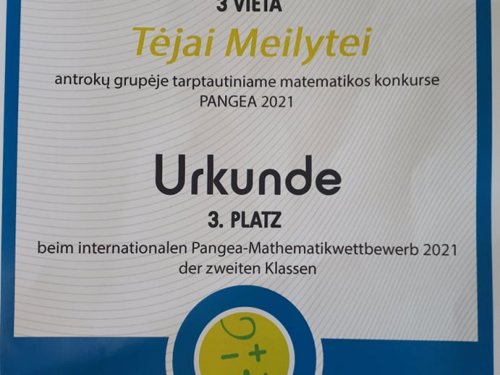 3 VIETA
Tėjai Meilytei
antrokų grupėje tarptautiniame matematikos konkurse
PANGEA 2021
Urkunde
3. PLATZ
beim internationalen Pangea-Mathematikwettbewerb 2021
der zweiten Klassen